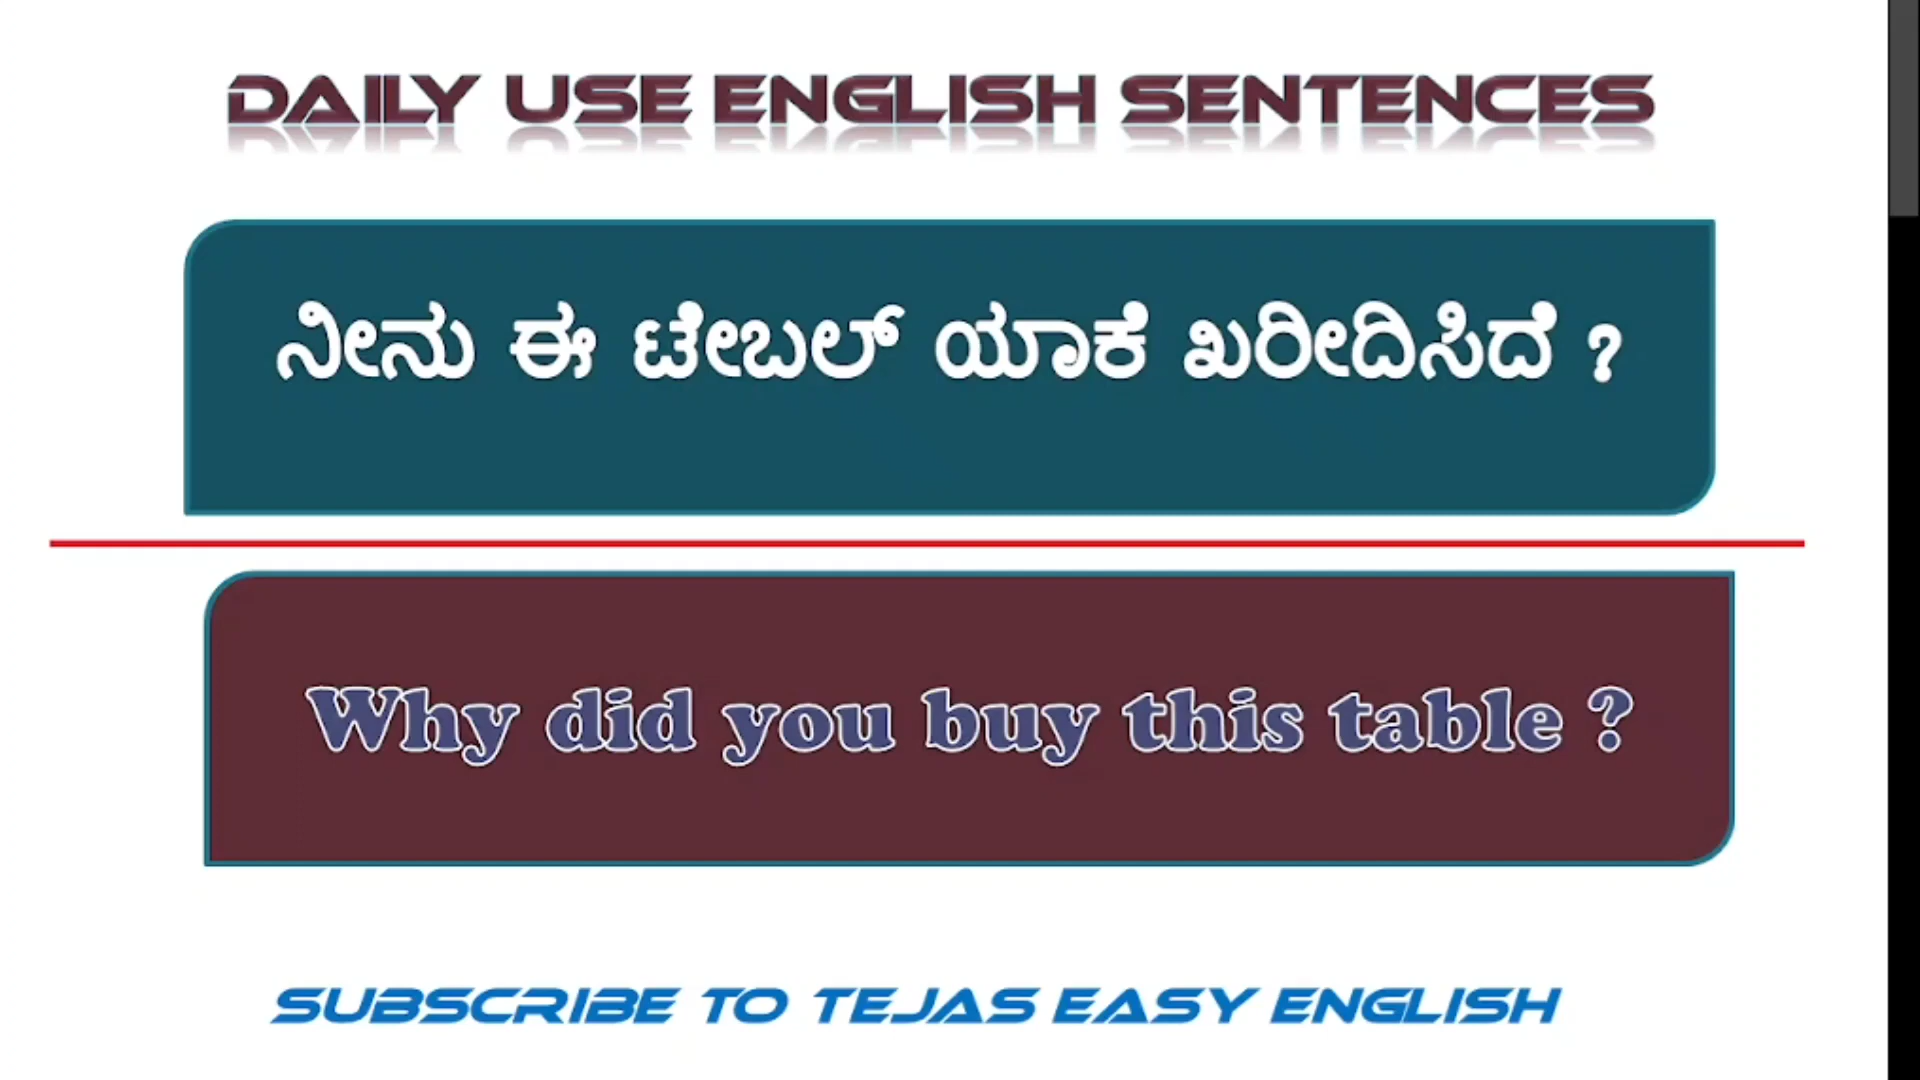 DAILY USE ENGLISH SENTENCES
ನೀನು ಈ ಟೇಬಲ್ ಯಾಕೆ ಖರೀದಿಸಿದೆ ?
Why did you buy this table ?
SUBSCRIBE TO TEJAS EASY ENGLISH